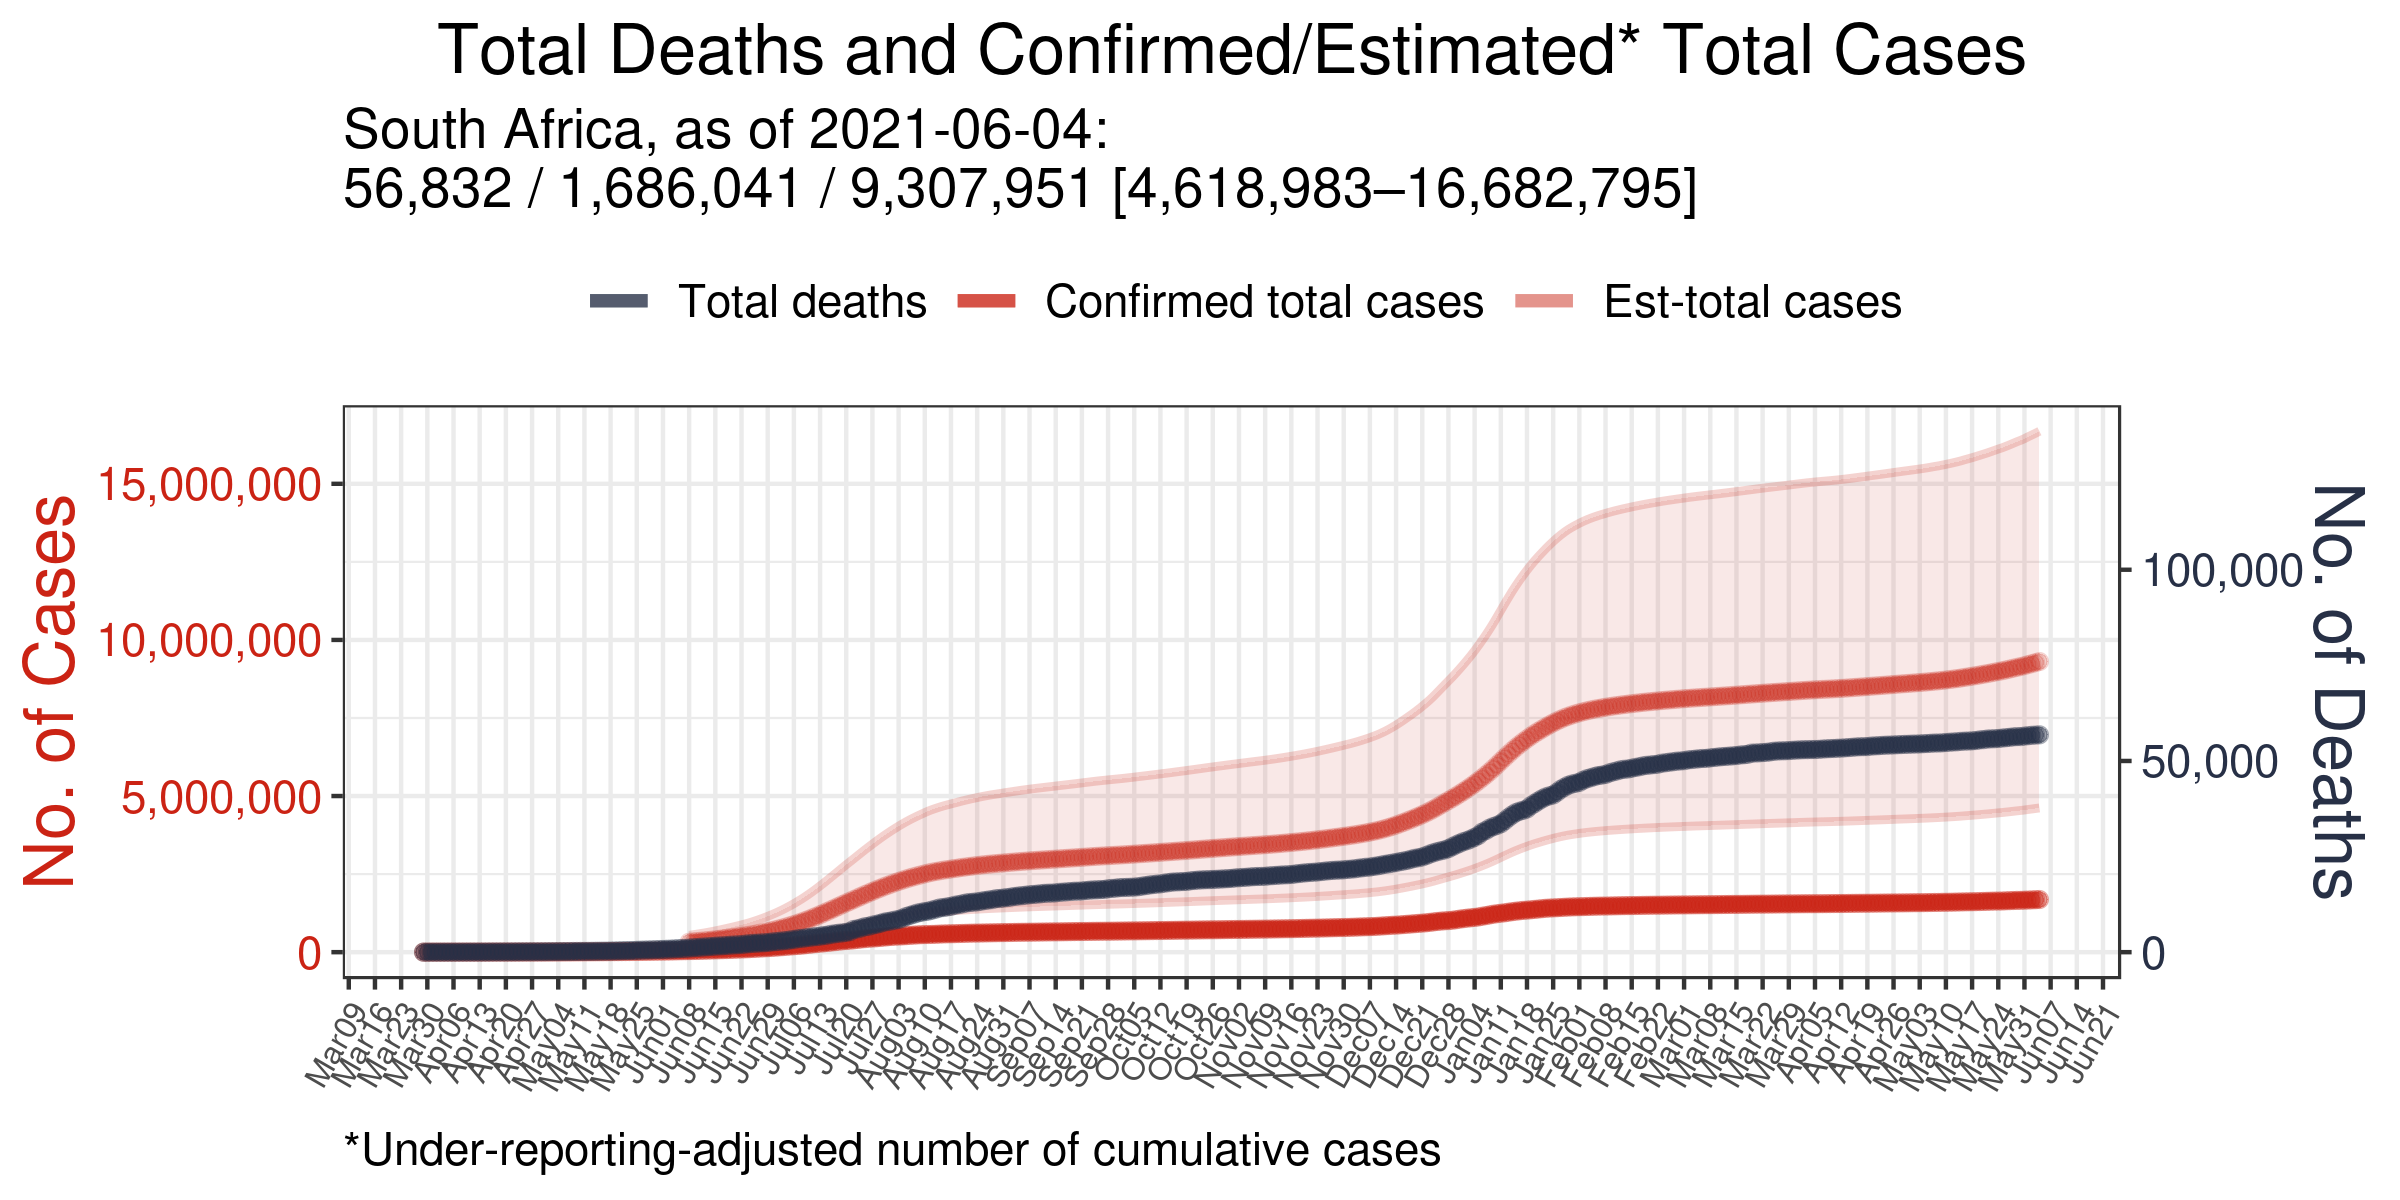 Total Deaths and Confirmed/Estimated* Total Cases
South Africa, as of 2021-06-04:
56,832 / 1,686,041 / 9,307,951 [4,618,983–16,682,795]
Total deaths
Confirmed total cases
Est-total cases
No. of Cases
15,000,000
10,000,000
5,000,000
0
100,000
50,000
0
No. of Deaths
Mar09
Mar16
Mar23
Mar30
Apr06
Apr13
Apr20
Apr27
May04
May11
May18
May25
Jun01
Jun08
Jun15
Jun22
Jun29
Jul06
Jul13
Jul20
Jul27
Aug03
Aug10
Aug17
Aug24
Aug31
Sep07
Sep14
Sep21
Sep28
Oct05
Oct12
Oct19
Oct26
Nov02
Nov09
Nov16
Nov23
Nov30
Dec07
Dec14
Dec21
Dec28
Jan04
Jan11
Jan18
Jan25
Feb01
Feb08
Feb15
Feb22
Mar01
Mar08
Mar15
Mar22
Mar29
Apr05
Apr12
Apr19
Apr26
May03
May10
May17
May24
May31
Jun07
Jun14
Jun21
*Under-reporting-adjusted number of cumulative cases